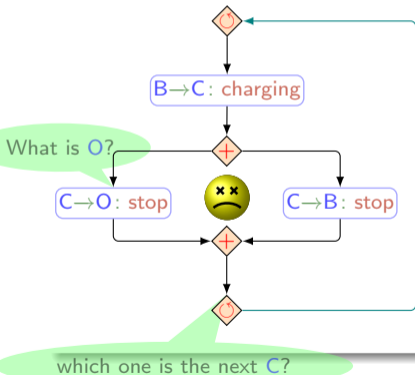 B→C: charging
+
What is O?
C→O: stop
C→B: stop
+
which one is the next C?